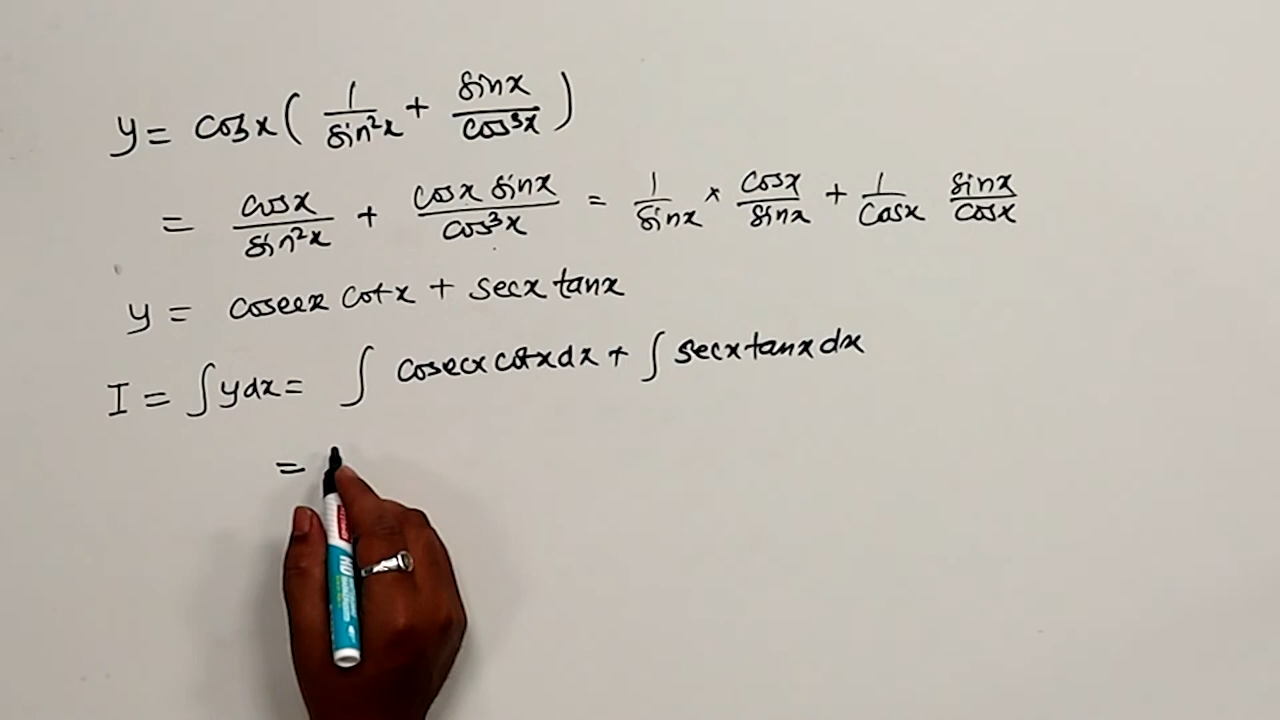 y = cosx ( 1/sin²x + sinx/cos³x )
= cosx/sin²x + cosx sinx/cos³x = 1/sinx × cosx/sinx + 1/cosx sinx/cosx
y = cosecx cotx + secx tanx
I = ∫ydx = ∫ cosecx cotx dx + ∫ secx tanx dx
=